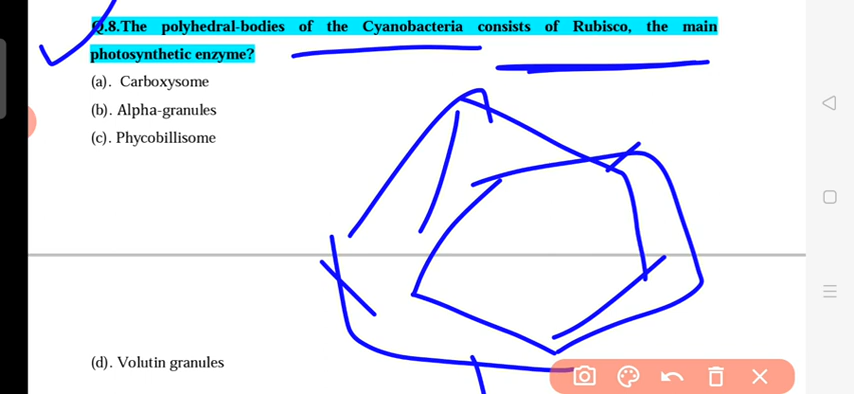 Q.8.The polyhedral-bodies of the Cyanobacteria consists of Rubisco, the main
photosynthetic enzyme?
(a). Carboxysome
(b). Alpha-granules
(c). Phycobillisome
(d). Volutin granules